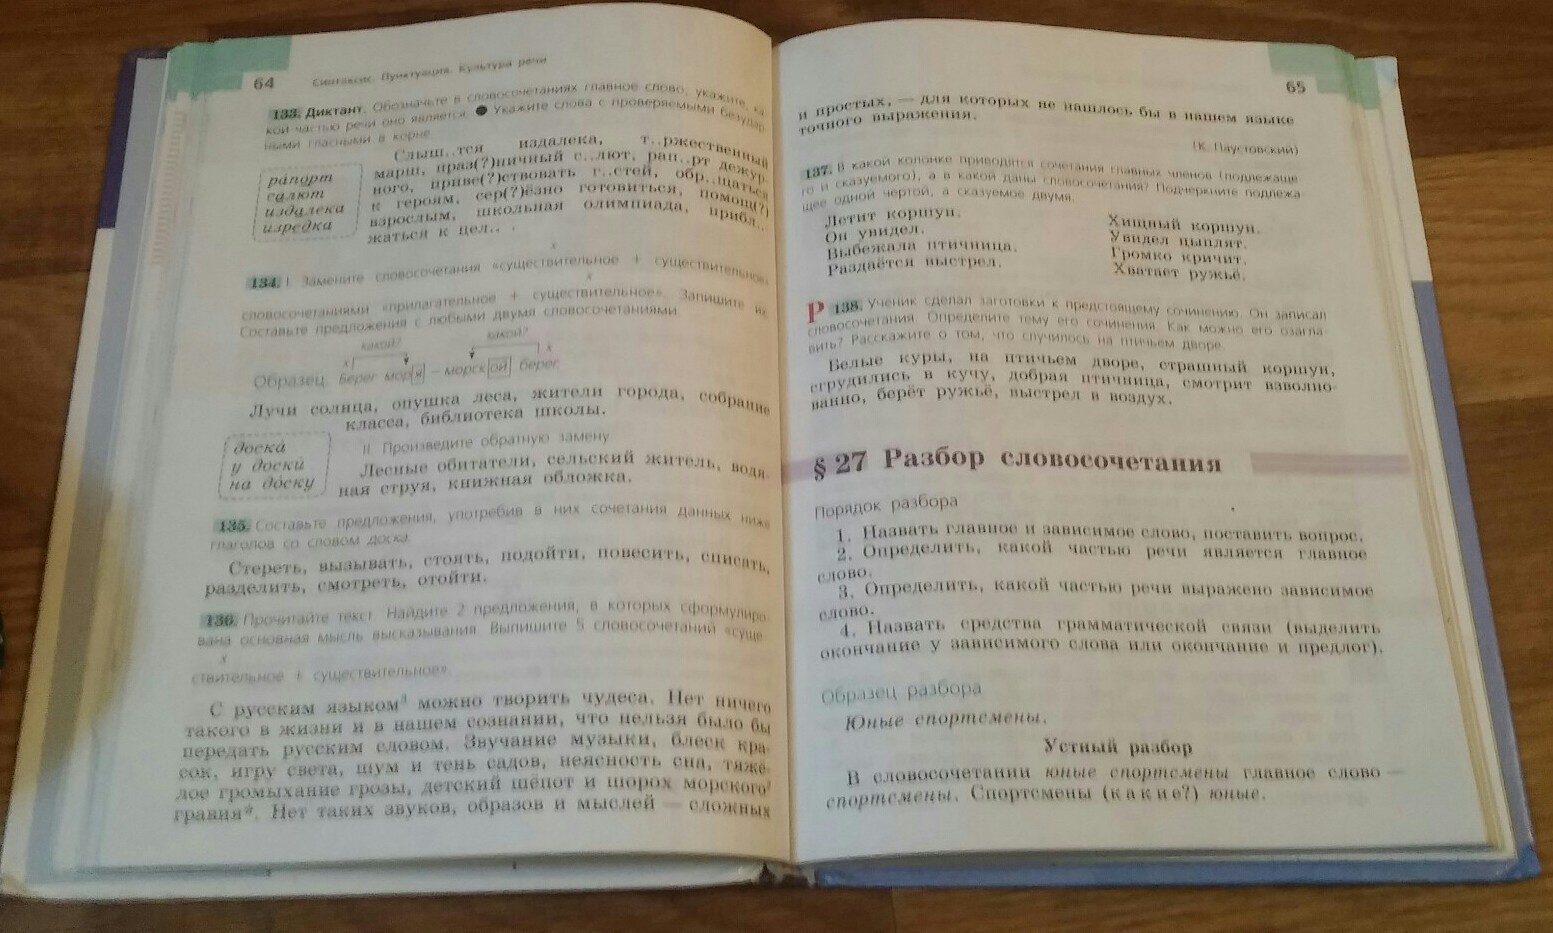 64
Синтаксис. Пунктуация. Культура речи
133. Диктант. Обозначьте в словосочетаниях главное слово, укажите, ка-
кой частью речи оно является. ● Укажите слова с проверяемыми безудар-
ными гласными в корне.
Слыш..тся издалека, т..ржественный
марш, праз(?)ничный с..лют, рап..рт дежур-
ного, приве(?)ствовать г..стей, обр..щаться
к героям, сер(?)ёзно готовиться, помощ(?)
взрослым, школьная олимпиада, прибл..-
жаться к цел.. .
рапорт
салют
издалека
изредка
134. I. Замените словосочетания «существительное + существительное»
словосочетаниями «прилагательное + существительное». Запишите их.
Составьте предложения с любыми двумя словосочетаниями.
какой? какой?
х х
Образец. Берег моря – морской берег.
Лучи солнца, опушка леса, жители города, собрание
класса, библиотека школы.
II. Произведите обратную замену.
Лесные обитатели, сельский житель, водя-
ная струя, книжная обложка.
доска́
у доски́
на до́ску
135. Составьте предложения, употребив в них сочетания данных ниже
глаголов со словом доска.
Стереть, вызывать, стоять, подойти, повесить, списать,
разделить, смотреть, отойти.
136. Прочитайте текст. Найдите 2 предложения, в которых сформулиро-
вана основная мысль высказывания. Выпишите 5 словосочетаний «суще-
х
ствительное + существительное».
С русским языком³ можно творить чудеса. Нет ничего
такого в жизни и в нашем сознании, что нельзя было бы
передать русским словом. Звучание музыки, блеск кра-
сок, игру света, шум и тень садов, неясность сна, тяжё-
лое громыхание грозы, детский шёпот и шорох морского²
гравия*. Нет таких звуков, образов и мыслей — сложных
65
и простых, — для которых не нашлось бы в нашем языке
точного выражения.
(К. Паустовский)
137. В какой колонке приводятся сочетания главных членов (подлежаще-
го и сказуемого), а в какой даны словосочетания? Подчеркните подлежа-
щее одной чертой, а сказуемое двумя.
Летит коршун.
Он увидел.
Выбежала птичница.
Раздаётся выстрел.
Хищный коршун.
Увидел цыплят.
Громко кричит.
Хватает ружьё.
Р 138. Ученик сделал заготовки к предстоящему сочинению. Он записал
словосочетания. Определите тему его сочинения. Как можно его озагла-
вить? Расскажите о том, что случилось на птичьем дворе.
Белые куры, на птичьем дворе, страшный коршун,
сгрудились в кучу, добрая птичница, смотрит взволно-
ванно, берёт ружьё, выстрел в воздух.
§ 27 Разбор словосочетания
Порядок разбора
1. Назвать главное и зависимое слово, поставить вопрос.
2. Определить, какой частью речи является главное
слово.
3. Определить, какой частью речи выражено зависимое
слово.
4. Назвать средства грамматической связи (выделить
окончание у зависимого слова или окончание и предлог).
Образец разбора
Юные спортсмены.
Устный разбор
В словосочетании юные спортсмены главное слово —
спортсмены. Спортсмены (какие?) юные.